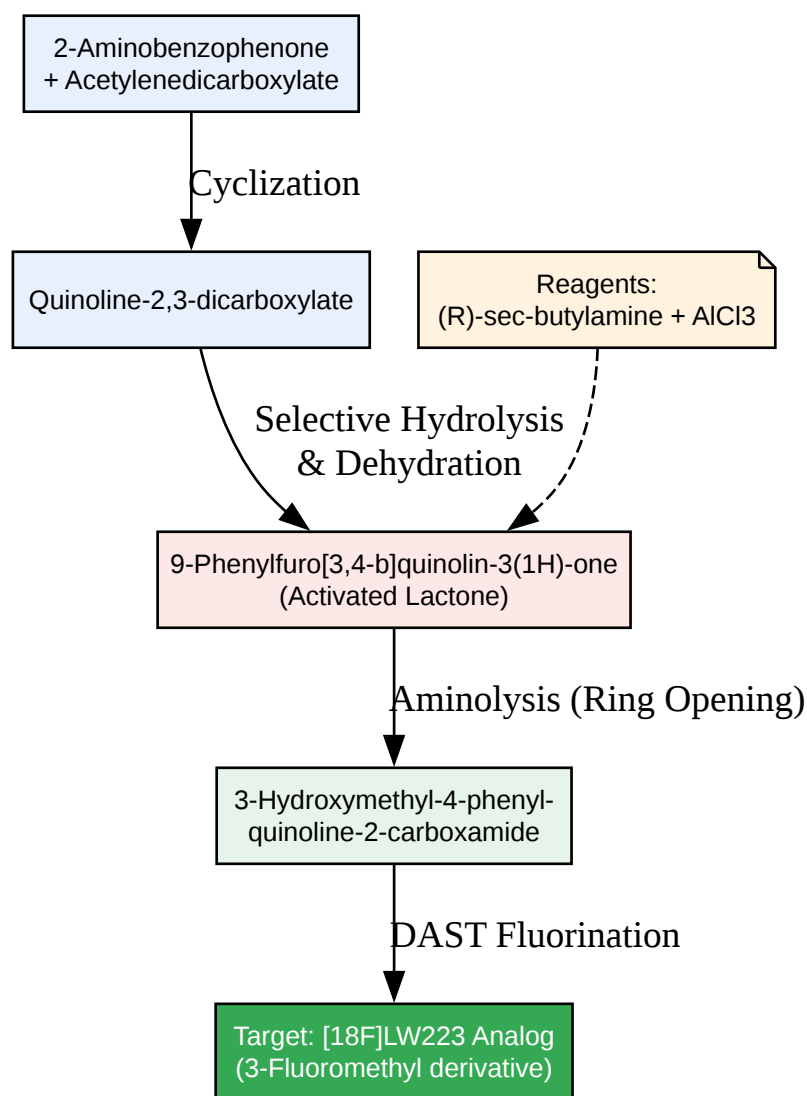 2-Aminobenzophenone
+ Acetylenedicarboxylate
Cyclization
Quinoline-2,3-dicarboxylate
Reagents:
(R)-sec-butylamine + AlCl3
Selective Hydrolysis
& Dehydration
9-Phenylfuro[3,4-b]quinolin-3(1H)-one
(Activated Lactone)
Aminolysis (Ring Opening)
3-Hydroxymethyl-4-phenyl-
quinoline-2-carboxamide
DAST Fluorination
Target: [18F]LW223 Analog
(3-Fluoromethyl derivative)